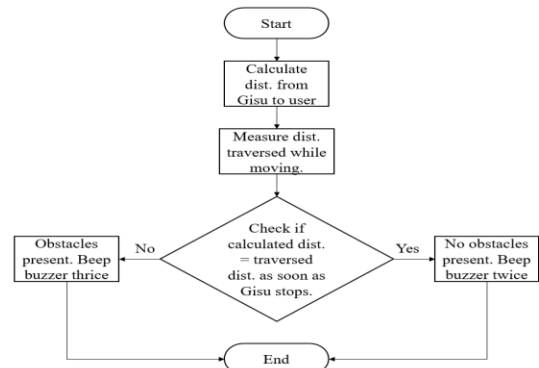 Start
Calculate
dist. from
Gisu to user
Measure dist.
traversed while
moving.
Check if
calculated dist.
= traversed
dist. as soon as
Gisu stops.
No
Yes
Obstacles
present. Beep
buzzer thrice
No obstacles
present. Beep
buzzer twice
End